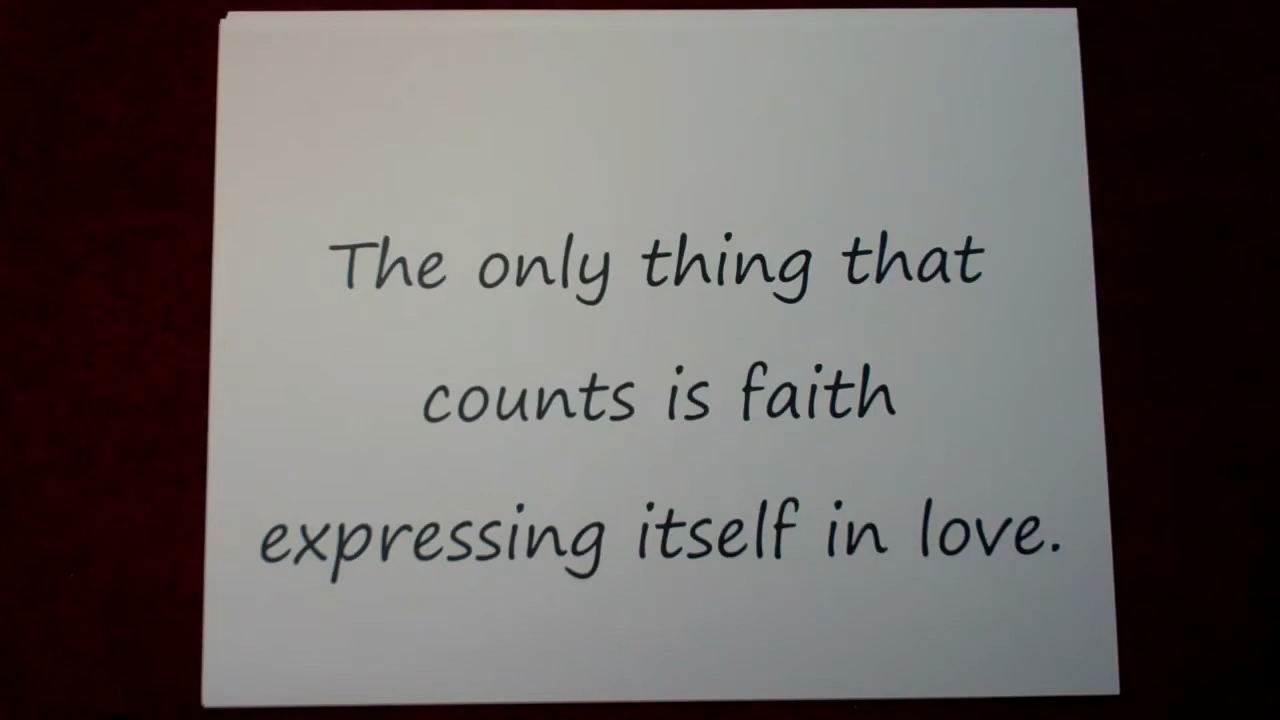 The only thing that
counts is faith
expressing itself in love.